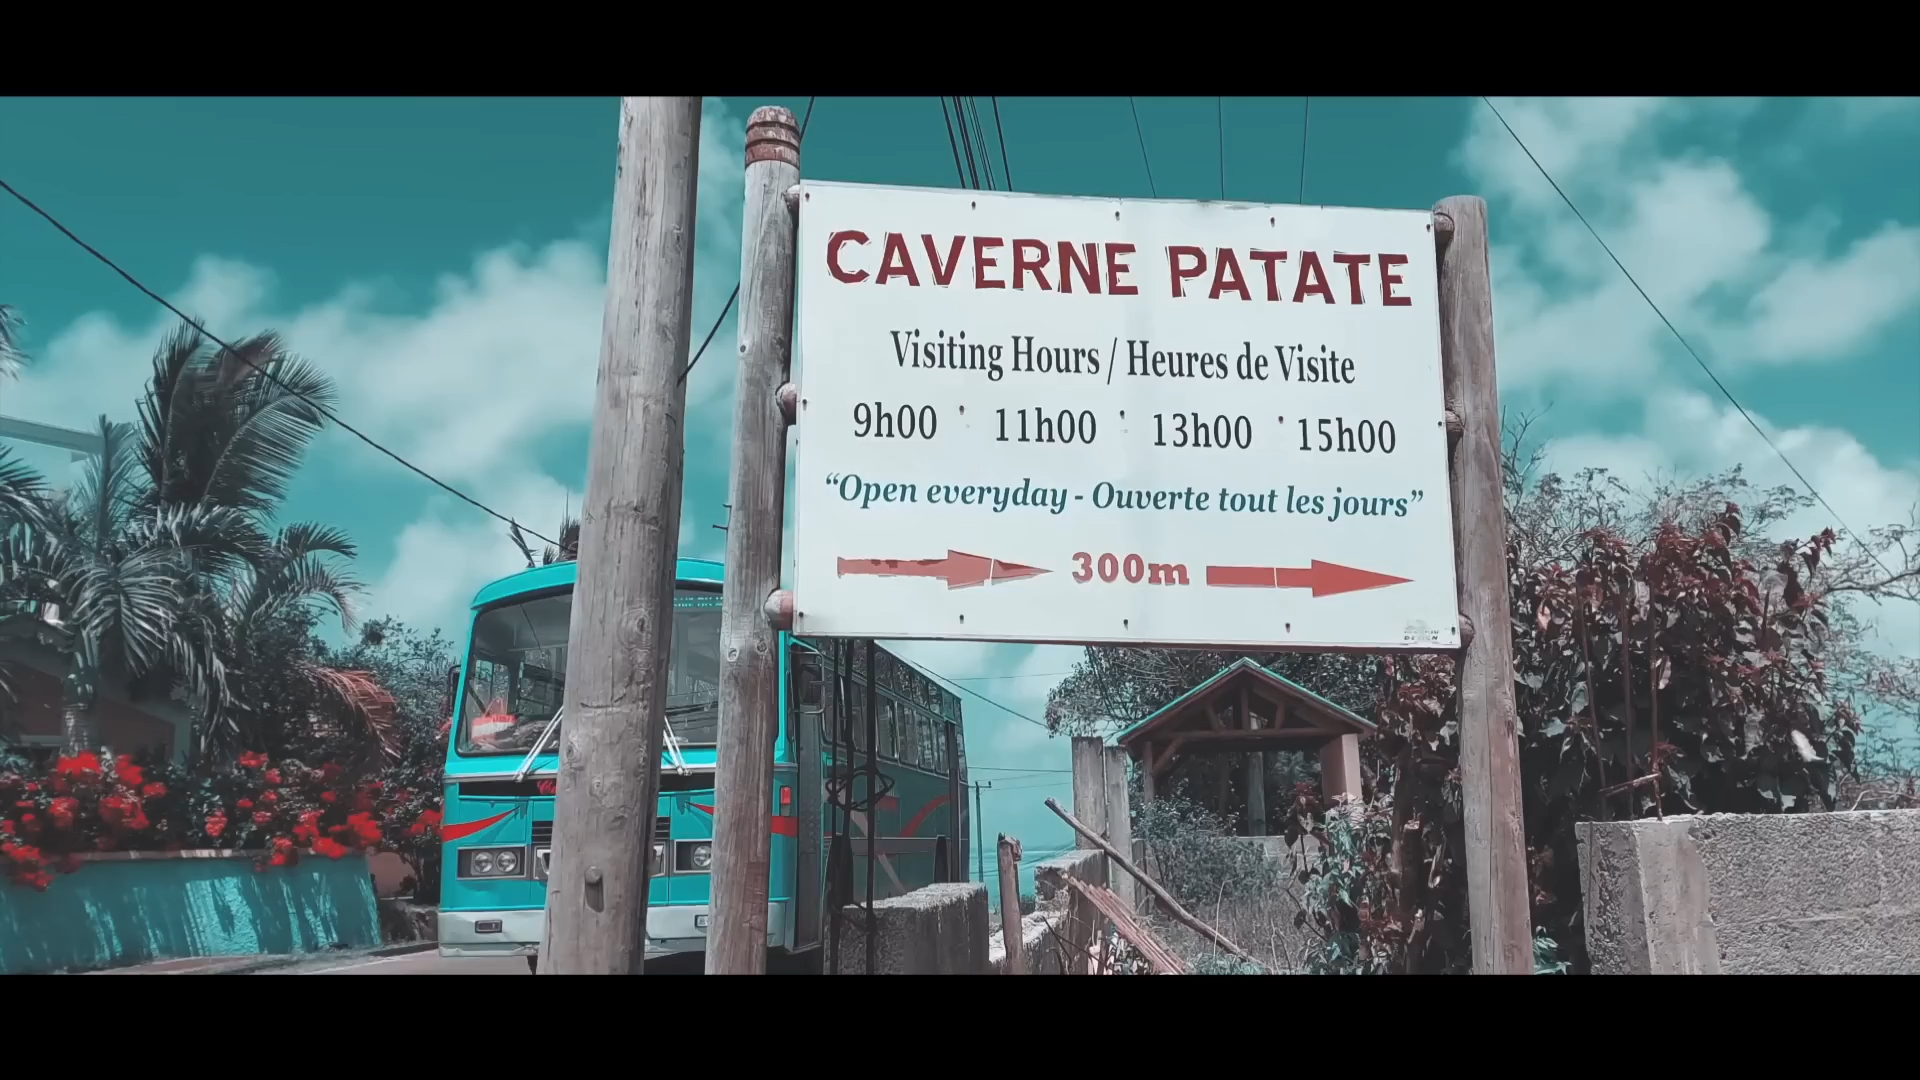 CAVERNE PATATE
Visiting Hours / Heures de Visite
9h00 11h00 13h00 15h00
"Open everyday - Ouverte tout les jours"
300m